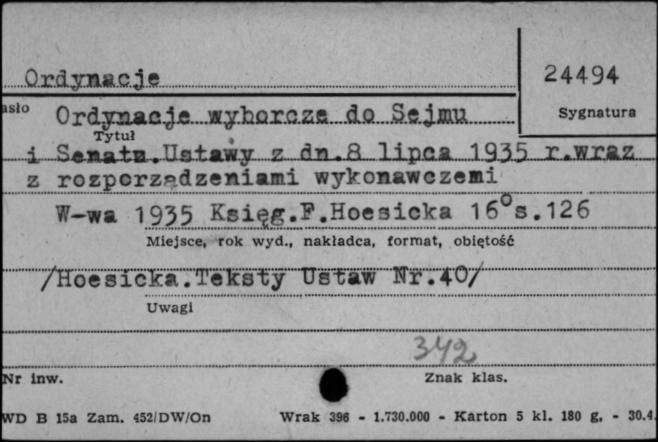 Ordynacje
24494
asło
Ordynacje wyborcze do Sejmu
Sygnatura
Tytuł
i Senatu.Ustawy z dn.8 lipca 1935 r.wraz
z rozporządzeniami wykonawczemi
W-wa 1935 Księg.F.Hoesicka 16°s.126
Miejsce, rok wyd., nakładca, format, obiętość
/Hoesicka.Teksty Ustaw Nr.40/
Uwagi
342
Nr inw.
Znak klas.
WD B 15a Zam. 452/DW/On Wrak 396 - 1.730.000 - Karton 5 kl. 180 g. - 30.4.